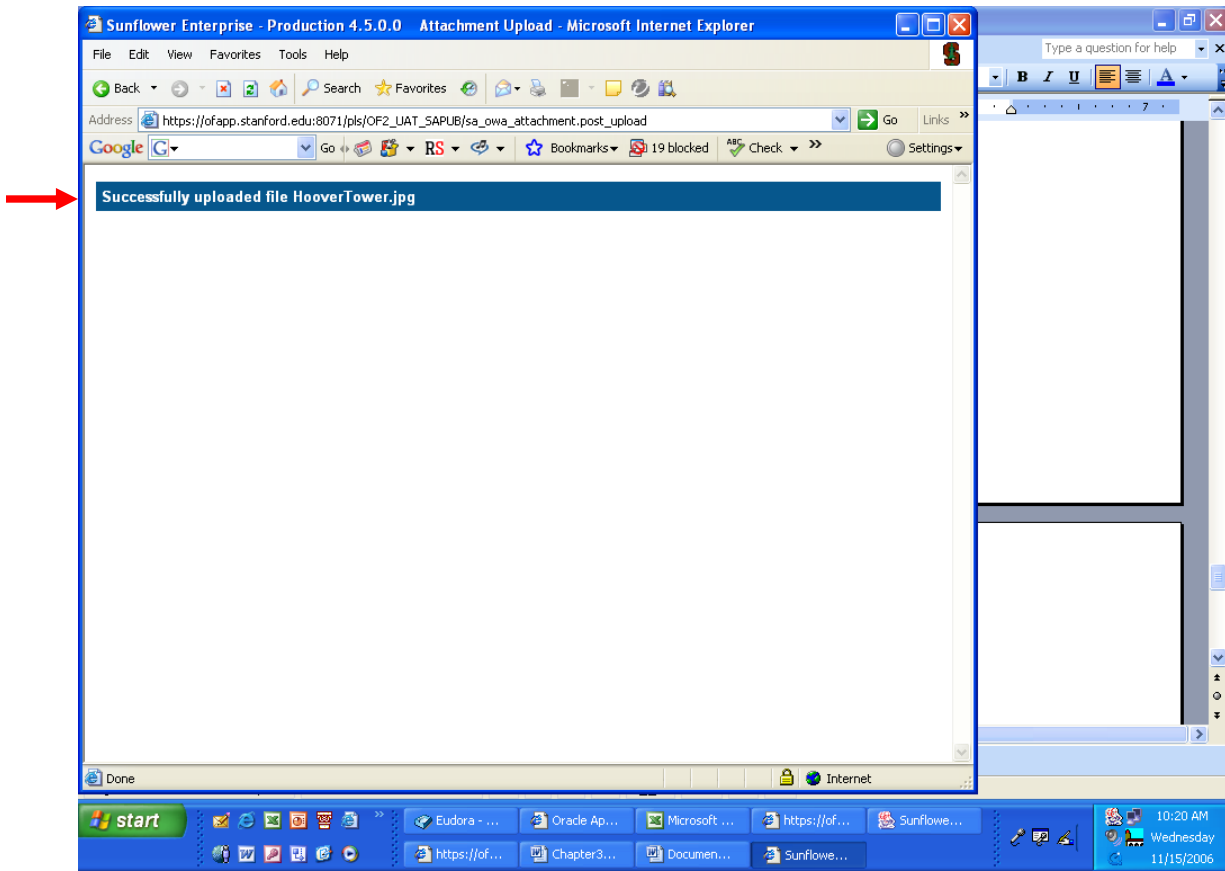 Sunflower Enterprise - Production 4.5.0.0 Attachment Upload - Microsoft Internet Explorer
File Edit View Favorites Tools Help
Type a question for help
Back Search Favorites
B I U A
Address https://ofapp.stanford.edu:8071/pls/OF2_UAT_SAPUB/sa_owa_attachment.post_upload Go Links »
7
Google G Go RS Bookmarks 19 blocked ABC Check » Settings
Successfully uploaded file HooverTower.jpg
Done Internet
start » Eudora - ... Oracle Ap... Microsoft ... https://of... Sunflowe... 10:20 AM
Wednesday
https://of... Chapter3... Documen... Sunflowe... 11/15/2006